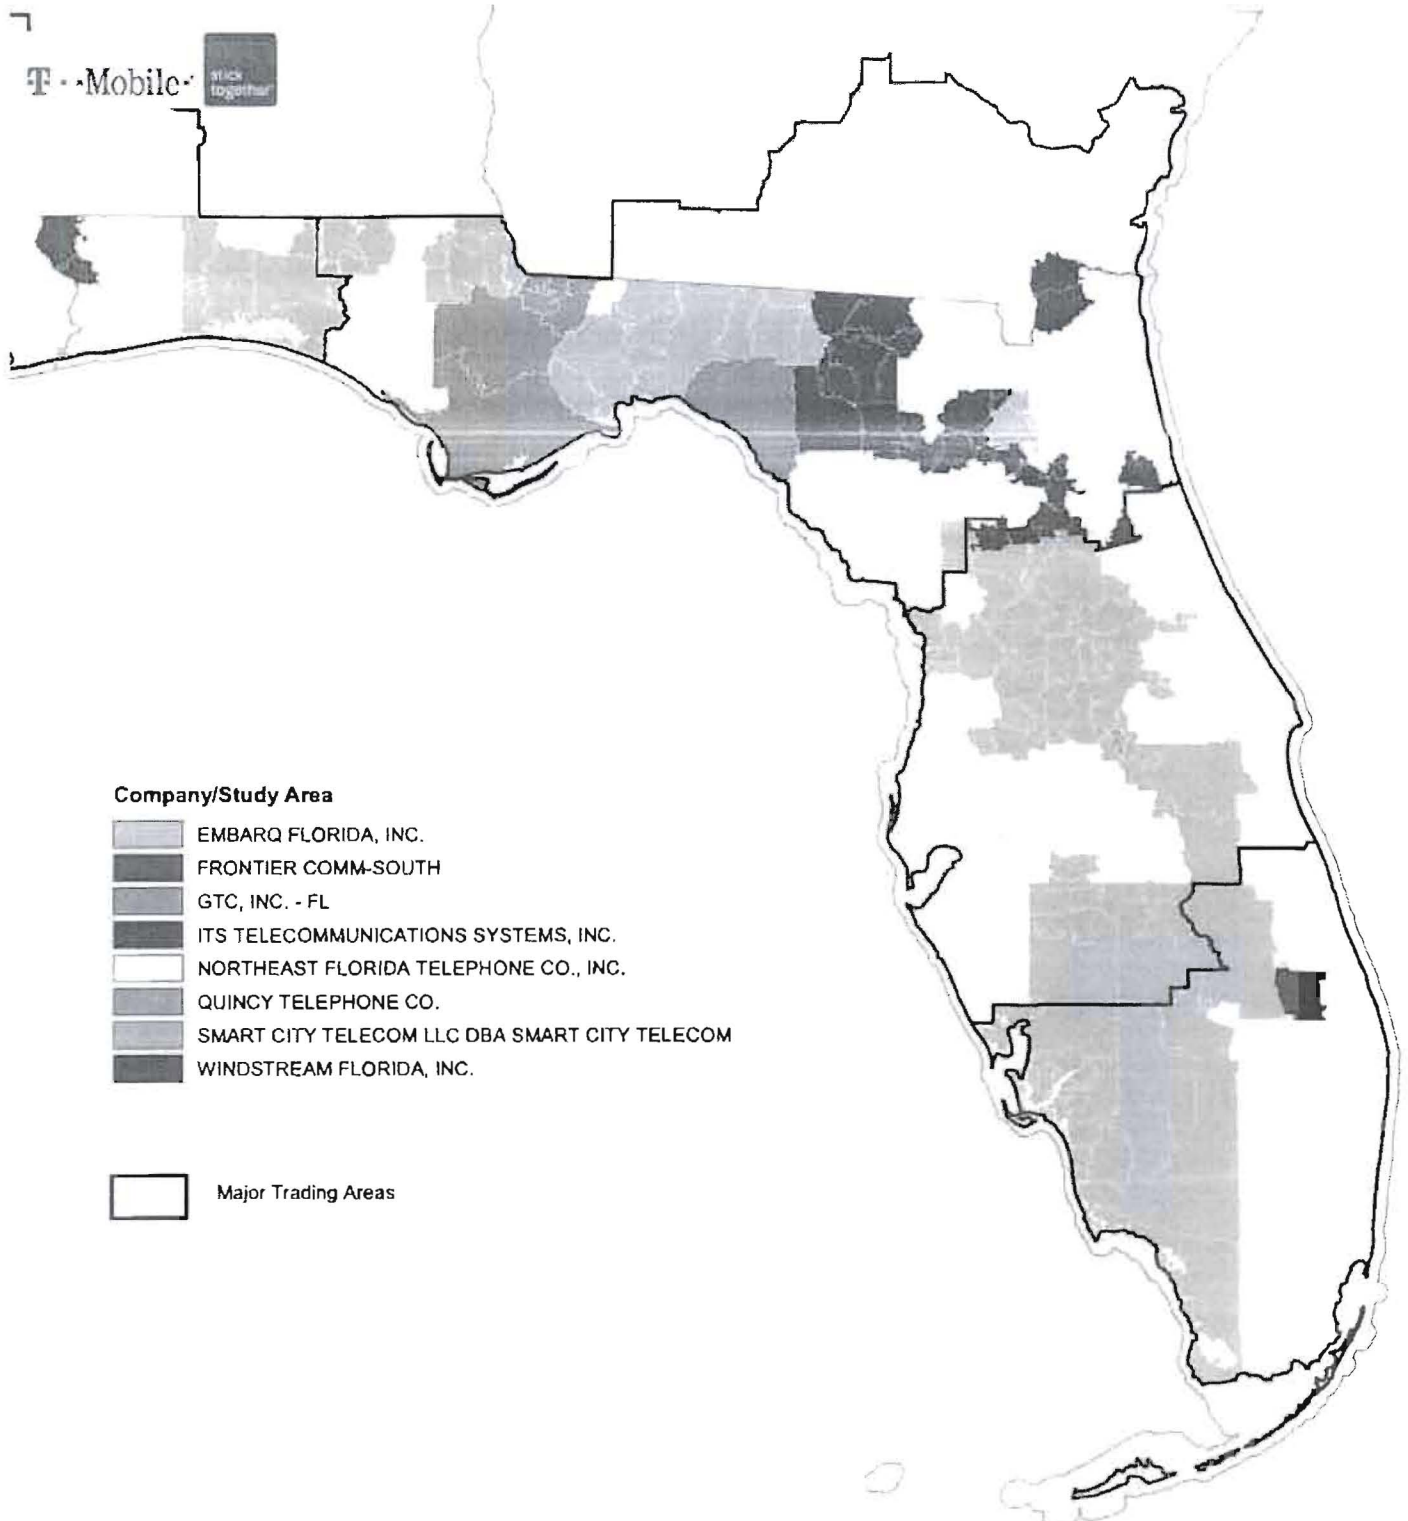 T · ·Mobile·
stick
together
Company/Study Area
EMBARQ FLORIDA, INC.
FRONTIER COMM-SOUTH
GTC, INC. - FL
ITS TELECOMMUNICATIONS SYSTEMS, INC.
NORTHEAST FLORIDA TELEPHONE CO., INC.
QUINCY TELEPHONE CO.
SMART CITY TELECOM LLC DBA SMART CITY TELECOM
WINDSTREAM FLORIDA, INC.
Major Trading Areas